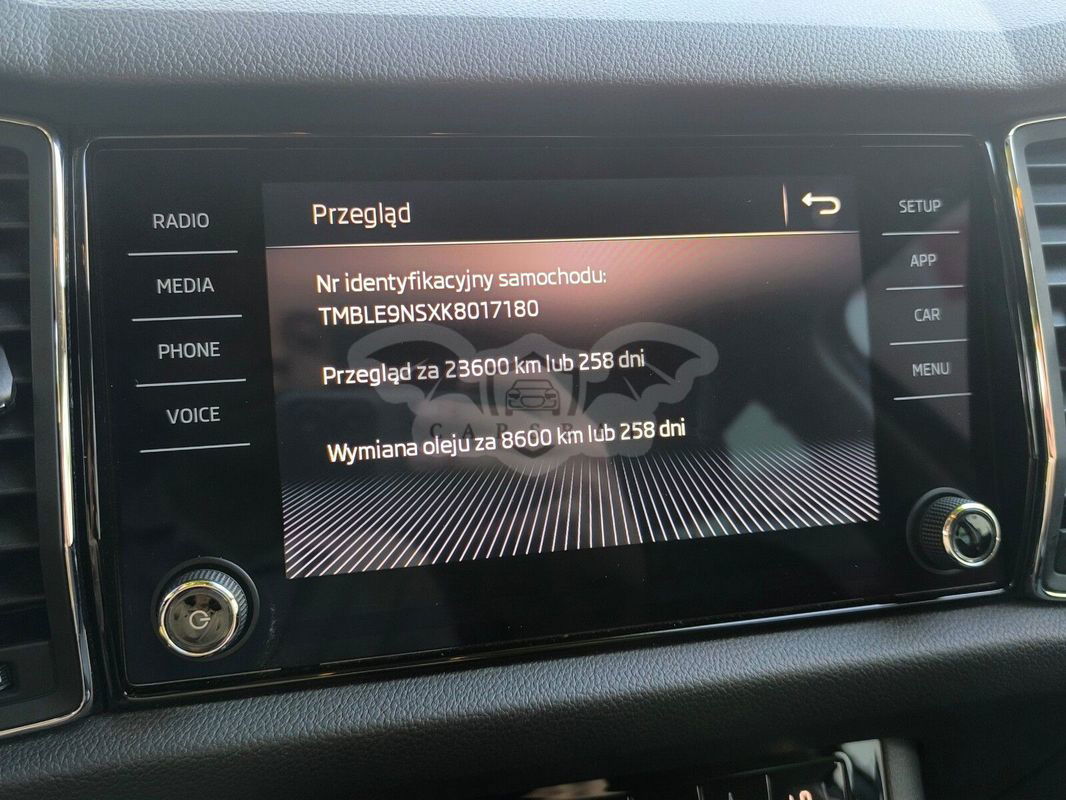 RADIO
MEDIA
PHONE
VOICE
Przegląd
Nr identyfikacyjny samochodu:
TMBLE9NSXK8017180
Przegląd za 23600 km lub 258 dni
Wymiana oleju za 8600 km lub 258 dni
SETUP
APP
CAR
MENU